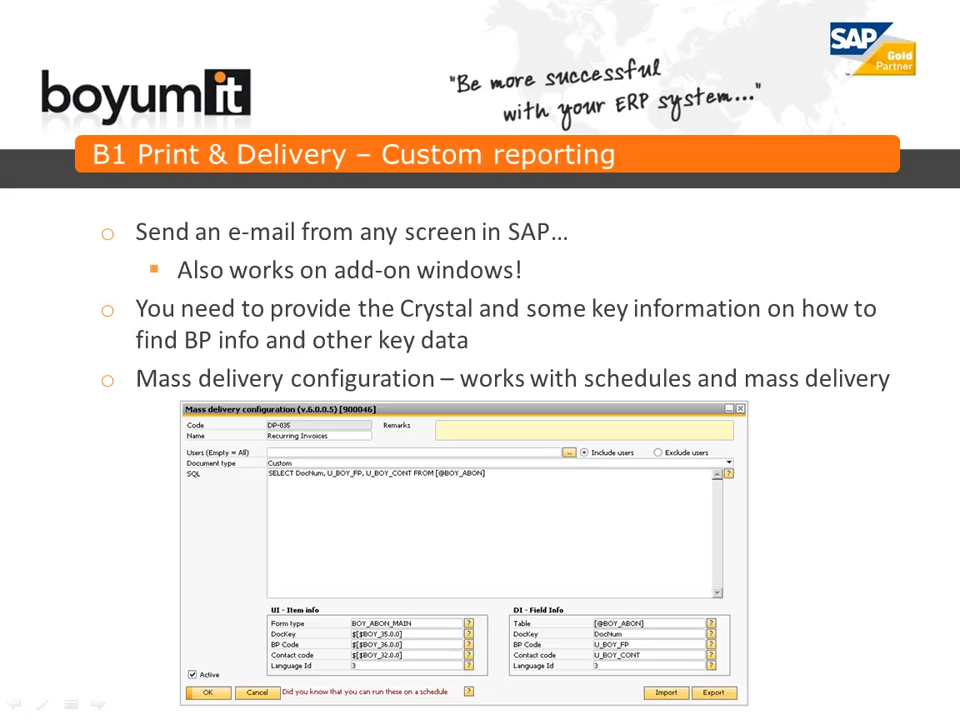 boyumit
"Be more successful
with your ERP system..."
SAP
Gold
Partner
B1 Print & Delivery – Custom reporting
Send an e-mail from any screen in SAP…
Also works on add-on windows!
You need to provide the Crystal and some key information on how to
find BP info and other key data
Mass delivery configuration – works with schedules and mass delivery
Mass delivery configuration (v.6.0.0.5) [900046]
Code DP-035 Remarks
Name Recurring Invoices
Users (Empty = All) .. Include users Exclude users
Document type Custom
SQL SELECT DocNum, U_BOY_FP, U_BOY_CONT FROM [@BOY_ABON] ?
UI - Item info DI - Field Info
Form type BOY_ABON_MAIN ? Table [@BOY_ABON] ?
DocKey $[$BOY_35.0.0] ? DocKey DocNum ?
BP Code $[$BOY_36.0.0] ? BP Code U_BOY_FP ?
Contact code $[$BOY_32.0.0] ? Contact code U_BOY_CONT ?
Language Id 3 ? Language Id 3 ?
Active
OK Cancel Did you know that you can run these on a schedule ? Import Export